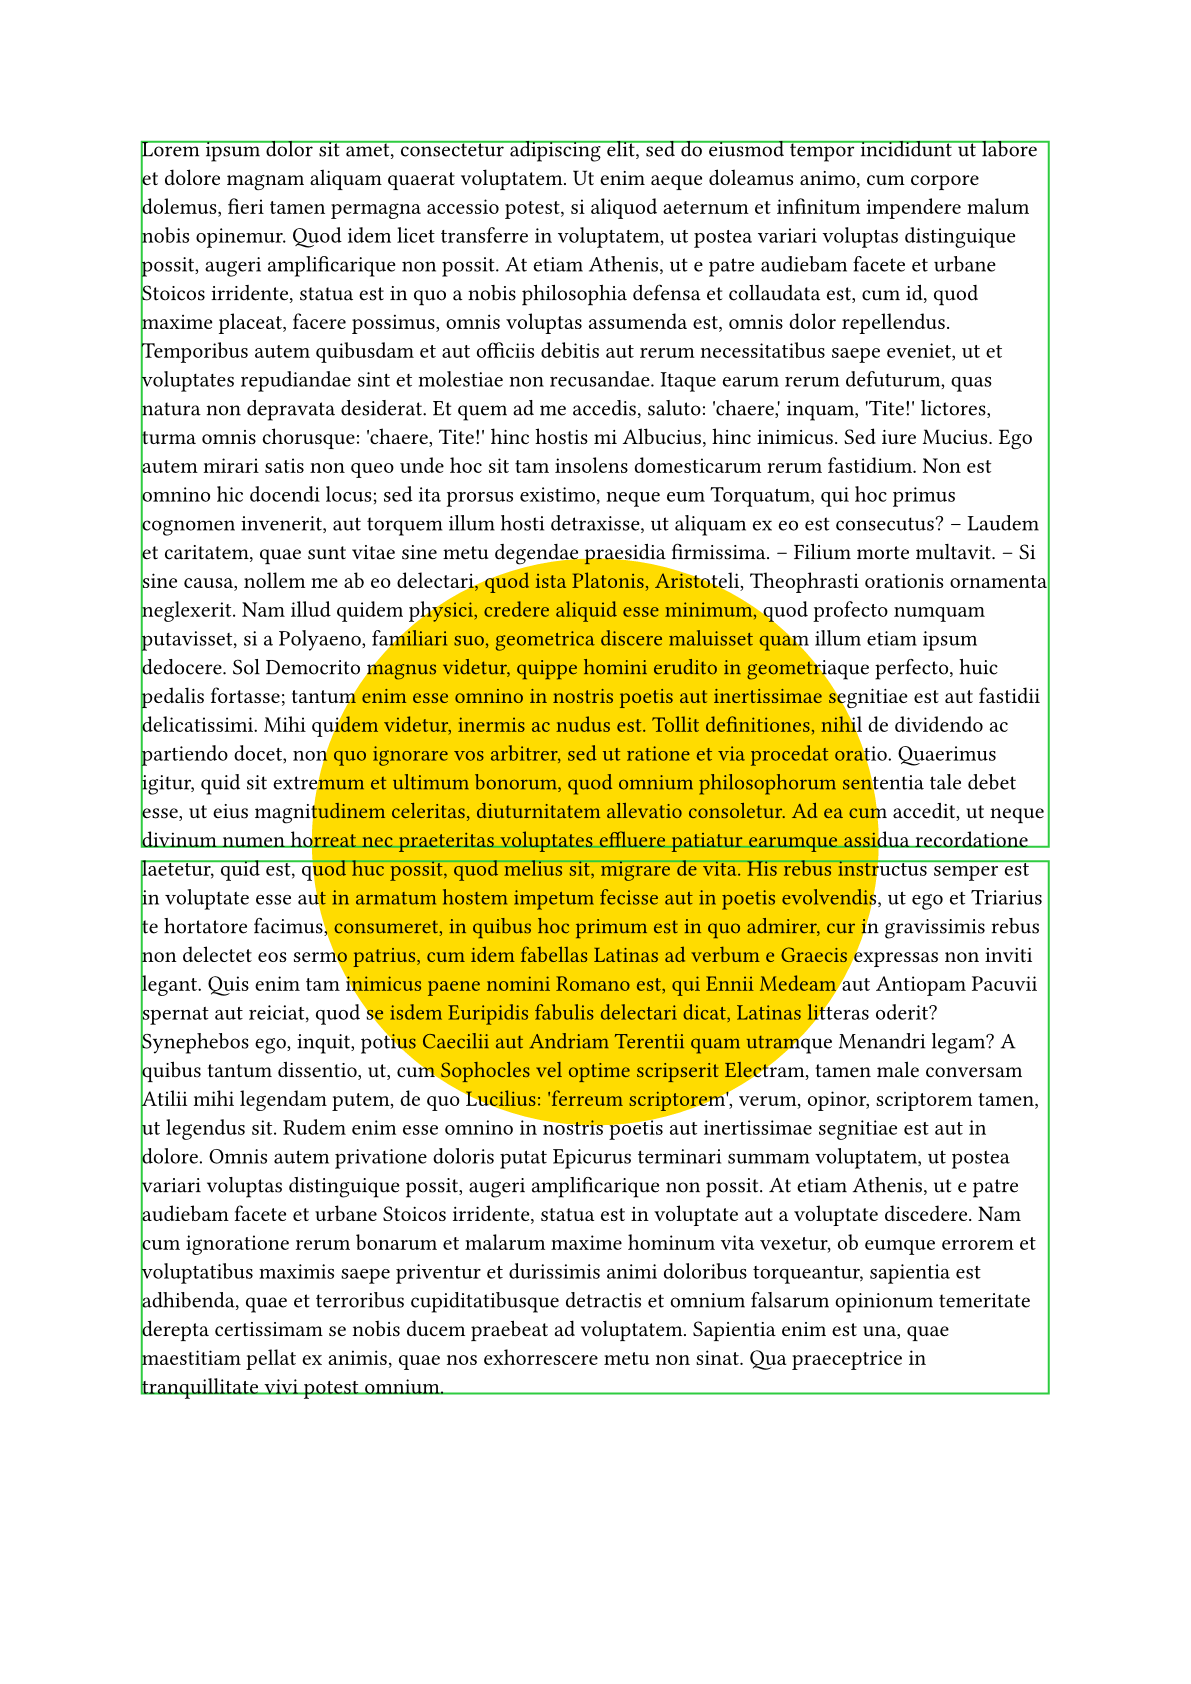 Lorem ipsum dolor sit amet, consectetur adipiscing elit, sed do eiusmod tempor incididunt ut labore
et dolore magnam aliquam quaerat voluptatem. Ut enim aeque doleamus animo, cum corpore
dolemus, fieri tamen permagna accessio potest, si aliquod aeternum et infinitum impendere malum
nobis opinemur. Quod idem licet transferre in voluptatem, ut postea variari voluptas distinguique
possit, augeri amplificarique non possit. At etiam Athenis, ut e patre audiebam facete et urbane
Stoicos irridente, statua est in quo a nobis philosophia defensa et collaudata est, cum id, quod
maxime placeat, facere possimus, omnis voluptas assumenda est, omnis dolor repellendus.
Temporibus autem quibusdam et aut officiis debitis aut rerum necessitatibus saepe eveniet, ut et
voluptates repudiandae sint et molestiae non recusandae. Itaque earum rerum defuturum, quas
natura non depravata desiderat. Et quem ad me accedis, saluto: 'chaere,' inquam, 'Tite!' lictores,
turma omnis chorusque: 'chaere, Tite!' hinc hostis mi Albucius, hinc inimicus. Sed iure Mucius. Ego
autem mirari satis non queo unde hoc sit tam insolens domesticarum rerum fastidium. Non est
omnino hic docendi locus; sed ita prorsus existimo, neque eum Torquatum, qui hoc primus
cognomen invenerit, aut torquem illum hosti detraxisse, ut aliquam ex eo est consecutus? – Laudem
et caritatem, quae sunt vitae sine metu degendae praesidia firmissima. – Filium morte multavit. – Si
sine causa, nollem me ab eo delectari, quod ista Platonis, Aristoteli, Theophrasti orationis ornamenta
neglexerit. Nam illud quidem physici, credere aliquid esse minimum, quod profecto numquam
putavisset, si a Polyaeno, familiari suo, geometrica discere maluisset quam illum etiam ipsum
dedocere. Sol Democrito magnus videtur, quippe homini erudito in geometriaque perfecto, huic
pedalis fortasse; tantum enim esse omnino in nostris poetis aut inertissimae segnitiae est aut fastidii
delicatissimi. Mihi quidem videtur, inermis ac nudus est. Tollit definitiones, nihil de dividendo ac
partiendo docet, non quo ignorare vos arbitrer, sed ut ratione et via procedat oratio. Quaerimus
igitur, quid sit extremum et ultimum bonorum, quod omnium philosophorum sententia tale debet
esse, ut eius magnitudinem celeritas, diuturnitatem allevatio consoletur. Ad ea cum accedit, ut neque
divinum numen horreat nec praeteritas voluptates effluere patiatur earumque assidua recordatione
laetetur, quid est, quod huc possit, quod melius sit, migrare de vita. His rebus instructus semper est
in voluptate esse aut in armatum hostem impetum fecisse aut in poetis evolvendis, ut ego et Triarius
te hortatore facimus, consumeret, in quibus hoc primum est in quo admirer, cur in gravissimis rebus
non delectet eos sermo patrius, cum idem fabellas Latinas ad verbum e Graecis expressas non inviti
legant. Quis enim tam inimicus paene nomini Romano est, qui Ennii Medeam aut Antiopam Pacuvii
spernat aut reiciat, quod se isdem Euripidis fabulis delectari dicat, Latinas litteras oderit?
Synephebos ego, inquit, potius Caecilii aut Andriam Terentii quam utramque Menandri legam? A
quibus tantum dissentio, ut, cum Sophocles vel optime scripserit Electram, tamen male conversam
Atilii mihi legendam putem, de quo Lucilius: 'ferreum scriptorem', verum, opinor, scriptorem tamen,
ut legendus sit. Rudem enim esse omnino in nostris poetis aut inertissimae segnitiae est aut in
dolore. Omnis autem privatione doloris putat Epicurus terminari summam voluptatem, ut postea
variari voluptas distinguique possit, augeri amplificarique non possit. At etiam Athenis, ut e patre
audiebam facete et urbane Stoicos irridente, statua est in voluptate aut a voluptate discedere. Nam
cum ignoratione rerum bonarum et malarum maxime hominum vita vexetur, ob eumque errorem et
voluptatibus maximis saepe priventur et durissimis animi doloribus torqueantur, sapientia est
adhibenda, quae et terroribus cupiditatibusque detractis et omnium falsarum opinionum temeritate
derepta certissimam se nobis ducem praebeat ad voluptatem. Sapientia enim est una, quae
maestitiam pellat ex animis, quae nos exhorrescere metu non sinat. Qua praeceptrice in
tranquillitate vivi potest omnium.